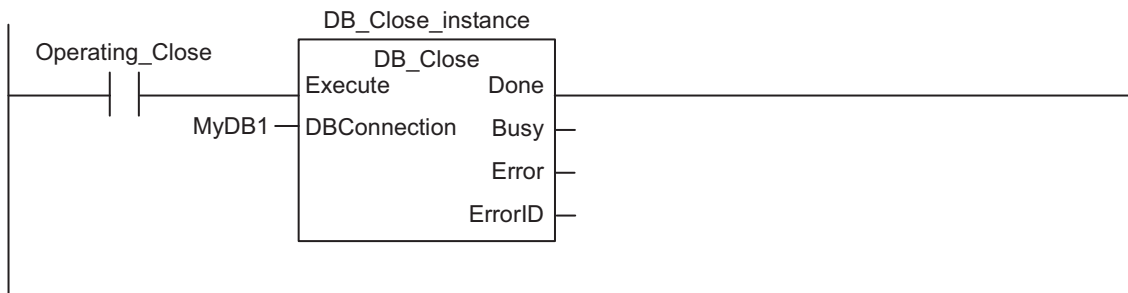 DB_Close_instance
Operating_Close
DB_Close
Execute Done
MyDB1 DBConnection Busy
Error
ErrorID